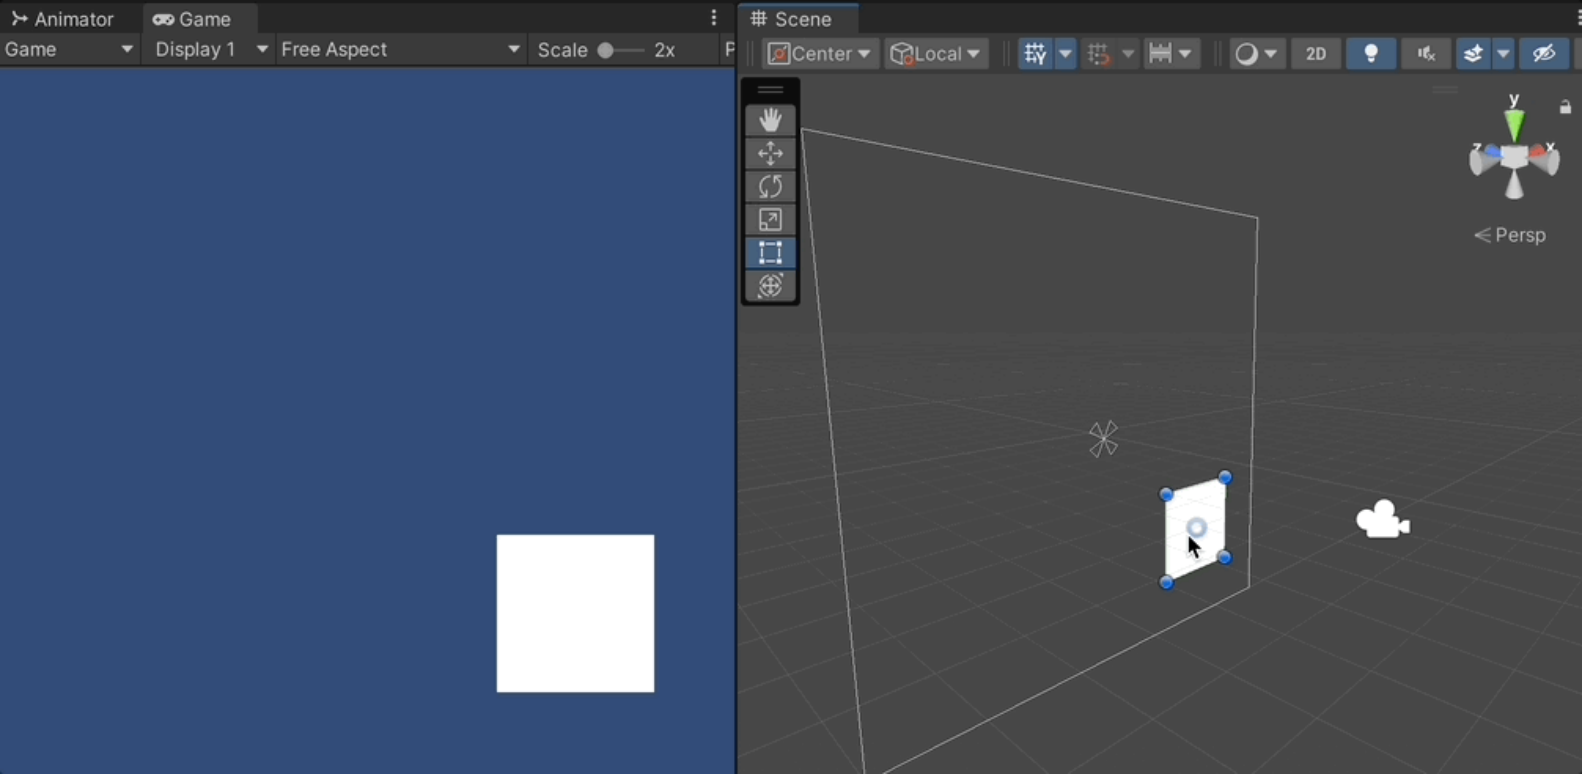 Animator
Game
Scene
Game
Display 1
Free Aspect
Scale
2x
P
Center
Local
2D
y
z
x
Persp